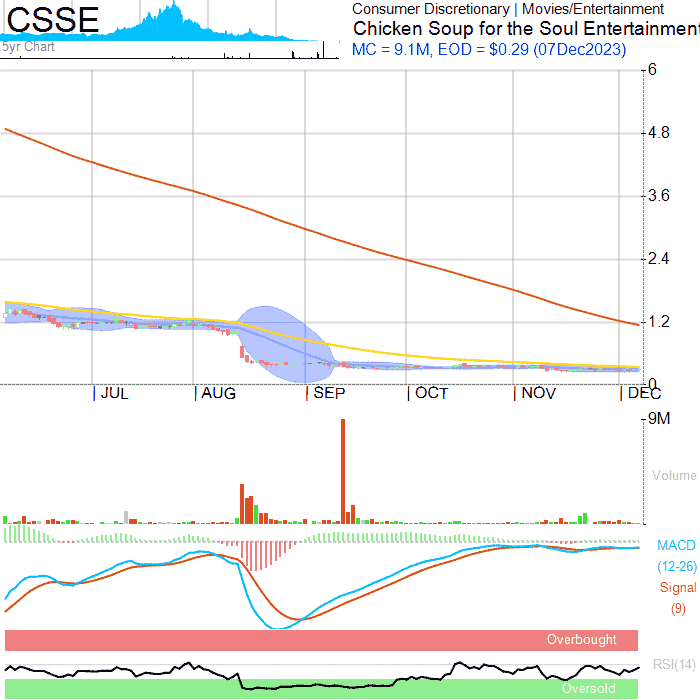 CSSE
5yr Chart
Consumer Discretionary | Movies/Entertainment
Chicken Soup for the Soul Entertainment
MC = 9.1M, EOD = $0.29 (07Dec2023)
6
4.8
3.6
2.4
1.2
0
JUL
AUG
SEP
OCT
NOV
DEC
9M
Volume
MACD
(12-26)
Signal
(9)
Overbought
RSI(14)
Oversold